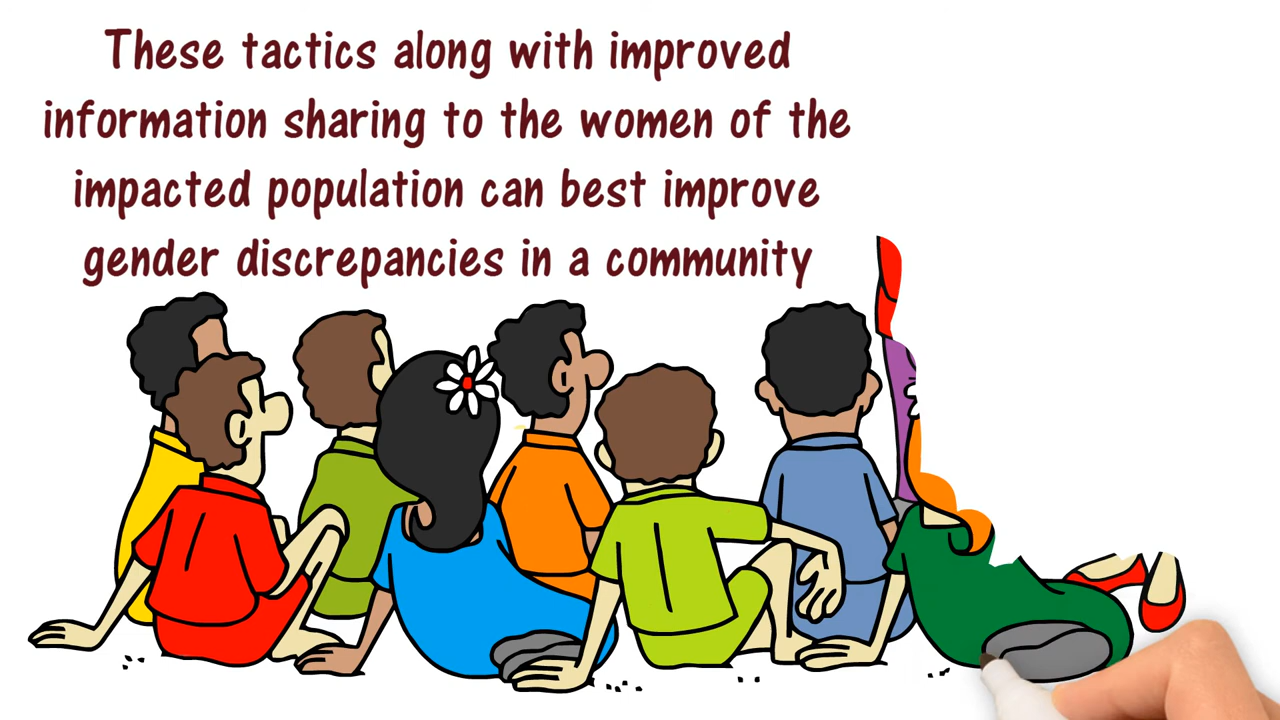 These tactics along with improved
information sharing to the women of the
impacted population can best improve
gender discrepancies in a community